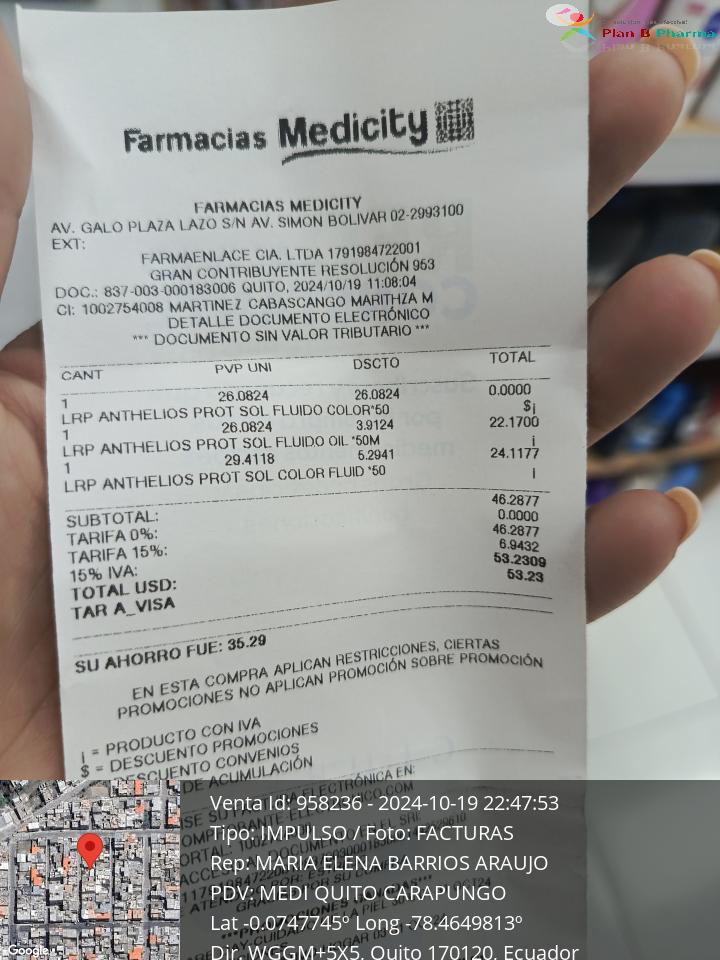 Plan B Pharma
Farmacias Medicity
FARMACIAS MEDICITY
AV. GALO PLAZA LAZO S/N AV. SIMON BOLIVAR 02-2993100
EXT:
FARMAENLACE CIA. LTDA 1791984722001
GRAN CONTRIBUYENTE RESOLUCIÓN 953
DOC.: 837-003-000183006 QUITO, 2024/10/19 11:08:04
CI: 1002754008 MARTINEZ CABASCANGO MARITHZA M
DETALLE DOCUMENTO ELECTRÓNICO
*** DOCUMENTO SIN VALOR TRIBUTARIO ***
CANT PVP UNI DSCTO TOTAL
1 26.0824 26.0824 0.0000
LRP ANTHELIOS PROT SOL FLUIDO COLOR*50 $¡
1 26.0824 3.9124 22.1700
LRP ANTHELIOS PROT SOL FLUIDO OIL *50M ¡
1 29.4118 5.2941 24.1177
LRP ANTHELIOS PROT SOL COLOR FLUID *50 ¡
SUBTOTAL: 46.2877
TARIFA 0%: 0.0000
TARIFA 15%: 46.2877
15% IVA: 6.9432
TOTAL USD: 53.2309
TAR A_VISA 53.23
SU AHORRO FUE: 35.29
EN ESTA COMPRA APLICAN RESTRICCIONES, CIERTAS
PROMOCIONES NO APLICAN PROMOCIÓN SOBRE PROMOCIÓN
¡ = PRODUCTO CON IVA
$ = DESCUENTO PROMOCIONES
DESCUENTO CONVENIOS
DE ACUMULACIÓN
ELECTRÓNICA EN:
Venta Id: 958236 - 2024-10-19 22:47:53
Tipo: IMPULSO / Foto: FACTURAS
Rep: MARIA ELENA BARRIOS ARAUJO
PDV: MEDI QUITO CARAPUNGO
Lat -0.0747745º Long -78.4649813º
Dir. WGGM+5X5, Quito 170120, Ecuador
Google